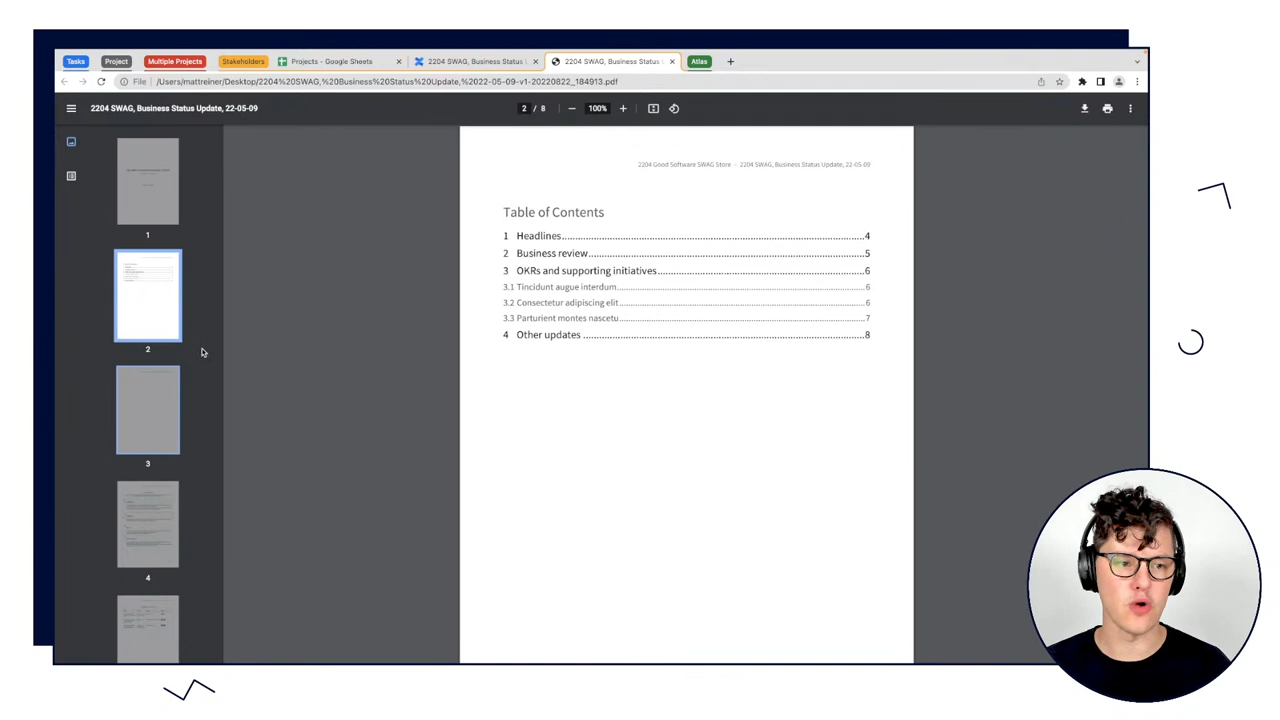 Tasks
Project
Multiple Projects
Stakeholders
Projects - Google Sheets
2204 SWAG, Business Status U
2204 SWAG, Business Status U
Atlas
File /Users/mattreiner/Desktop/2204%20SWAG,%20Business%20Status%20Update,%2022-05-09-v1-20220822_184913.pdf
2204 SWAG, Business Status Update, 22-05-09
2 / 8
100%
2204 Good Software SWAG Store - 2204 SWAG, Business Status Update, 22-05-09
Table of Contents
1 Headlines 4
2 Business review 5
3 OKRs and supporting initiatives 6
3.1 Tincidunt augue interdum 6
3.2 Consectetur adipiscing elit 6
3.3 Parturient montes nascetu 7
4 Other updates 8
1
2
3
4